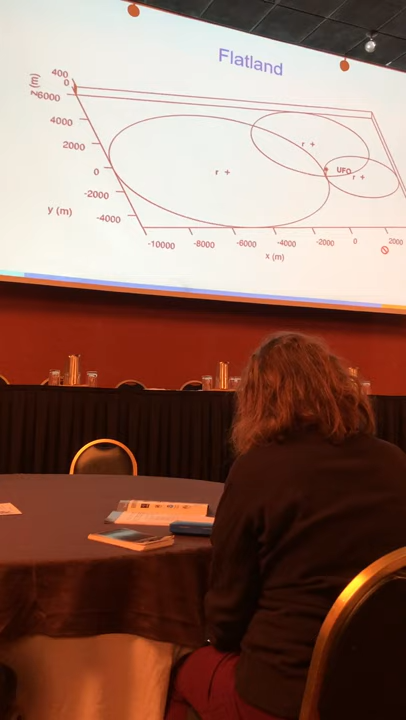 Flatland
z (m)
400
0
6000
4000
2000
0
-2000
-4000
y (m)
r +
r +
UFO
r +
-10000 -8000 -6000 -4000 -2000 0 2000
x (m)